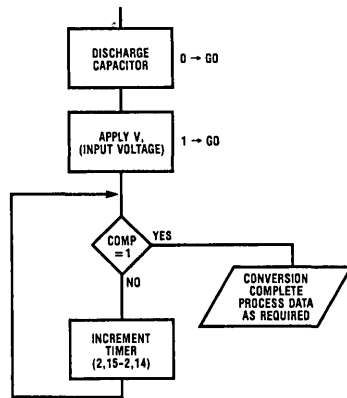 DISCHARGE
CAPACITOR
0 → GO
APPLY V,
(INPUT VOLTAGE)
1 → GO
COMP
= 1
YES
NO
CONVERSION
COMPLETE
PROCESS DATA
AS REQUIRED
INCREMENT
TIMER
(2,15-2,14)